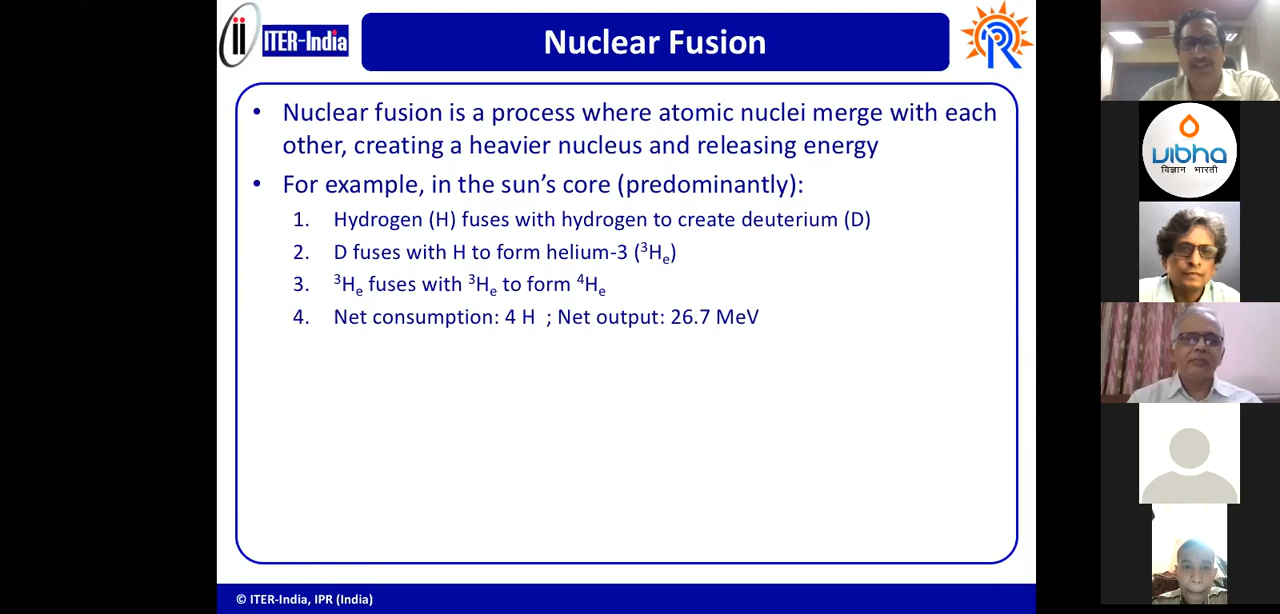 ii ITER-India
Nuclear Fusion
• Nuclear fusion is a process where atomic nuclei merge with each
other, creating a heavier nucleus and releasing energy
• For example, in the sun’s core (predominantly):
1. Hydrogen (H) fuses with hydrogen to create deuterium (D)
2. D fuses with H to form helium-3 (³Hₑ)
3. ³Hₑ fuses with ³Hₑ to form ⁴Hₑ
4. Net consumption: 4 H ; Net output: 26.7 MeV
© ITER-India, IPR (India)
vibha
विज्ञान भारती